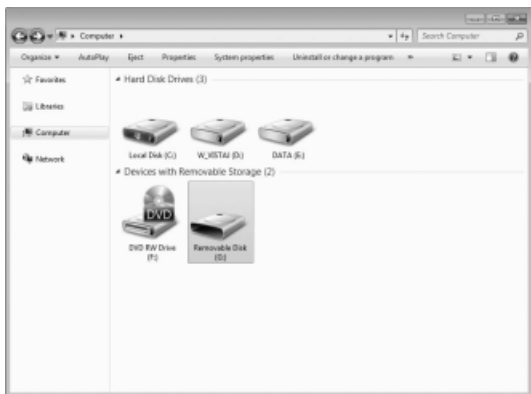 Computer
Search Computer
Organize AutoPlay Eject Properties System properties Uninstall or change a program »
Favorites
Hard Disk Drives (3)
Libraries
Computer
Local Disk (C:) W_VISTAJ (D:) DATA (E:)
Network
Devices with Removable Storage (2)
DVD
DVD RW Drive Removable Disk
(F:)